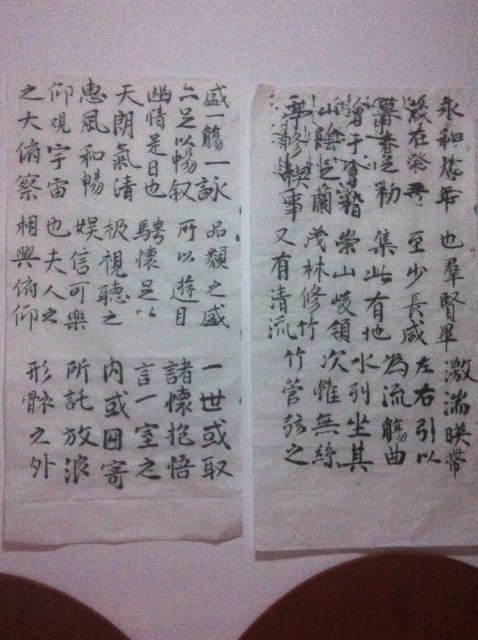 永和九年
歲在癸丑
暮春之初
會于會稽
山陰之蘭
亭修禊事
也羣賢畢
至少長咸
集此有地
崇山峻領
茂林修竹
又有清流
激湍暎帶
左右引以
為流觴曲
水列坐其
次雖無絲
竹管弦之
盛一觴一詠
亦足以暢叙
幽情是日也
天朗氣清
惠風和暢
仰觀宇宙
之大俯察
品類之盛
所以遊目
騁懷足以
極視聽之
娛信可樂
也夫人之
相與俯仰
一世或取
諸懷抱悟
言一室之
内或因寄
所託放浪
形骸之外